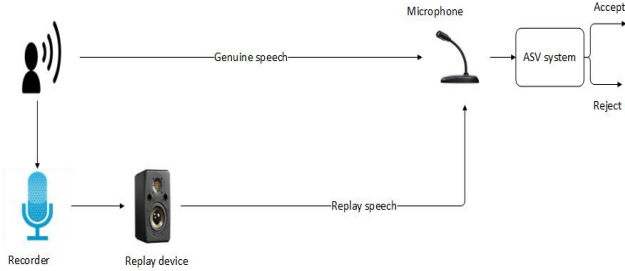 Microphone
Accept
Genuine speech
ASV system
Reject
Replay speech
Recorder
Replay device